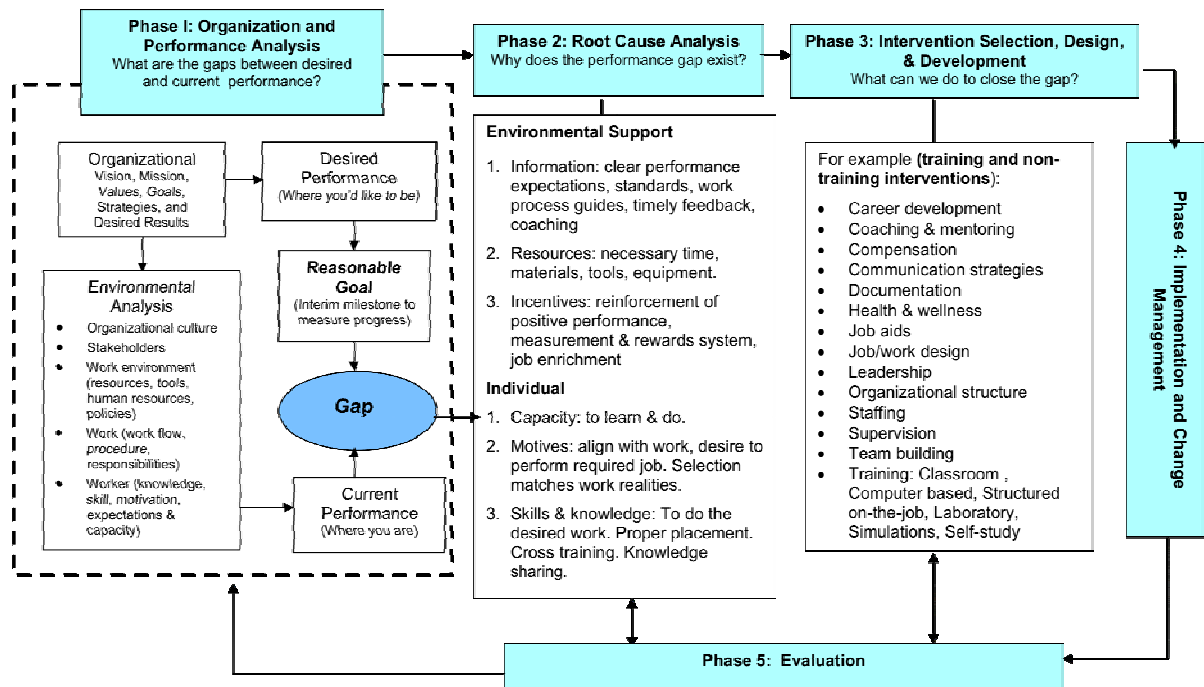 Phase I: Organization and
Performance Analysis
What are the gaps between desired
and current performance?
Organizational
Vision, Mission,
Values, Goals,
Strategies, and
Desired Results
Desired
Performance
(Where you'd like to be)
Reasonable
Goal
(Interim milestone to
measure progress)
Environmental
Analysis
• Organizational culture
• Stakeholders
• Work environment
(resources, tools,
human resources,
policies)
• Work (work flow,
procedure,
responsibilities)
• Worker (knowledge,
skill, motivation,
expectations &
capacity)
Gap
Current
Performance
(Where you are)
Phase 2: Root Cause Analysis
Why does the performance gap exist?
Environmental Support
1. Information: clear performance
expectations, standards, work
process guides, timely feedback,
coaching
2. Resources: necessary time,
materials, tools, equipment.
3. Incentives: reinforcement of
positive performance,
measurement & rewards system,
job enrichment
Individual
1. Capacity: to learn & do.
2. Motives: align with work, desire to
perform required job. Selection
matches work realities.
3. Skills & knowledge: To do the
desired work. Proper placement.
Cross training. Knowledge
sharing.
Phase 3: Intervention Selection, Design,
& Development
What can we do to close the gap?
For example (training and non-
training interventions):
• Career development
• Coaching & mentoring
• Compensation
• Communication strategies
• Documentation
• Health & wellness
• Job aids
• Job/work design
• Leadership
• Organizational structure
• Staffing
• Supervision
• Team building
• Training: Classroom ,
Computer based, Structured
on-the-job, Laboratory,
Simulations, Self-study
Phase 4: Implementation and Change
Management
Phase 5: Evaluation